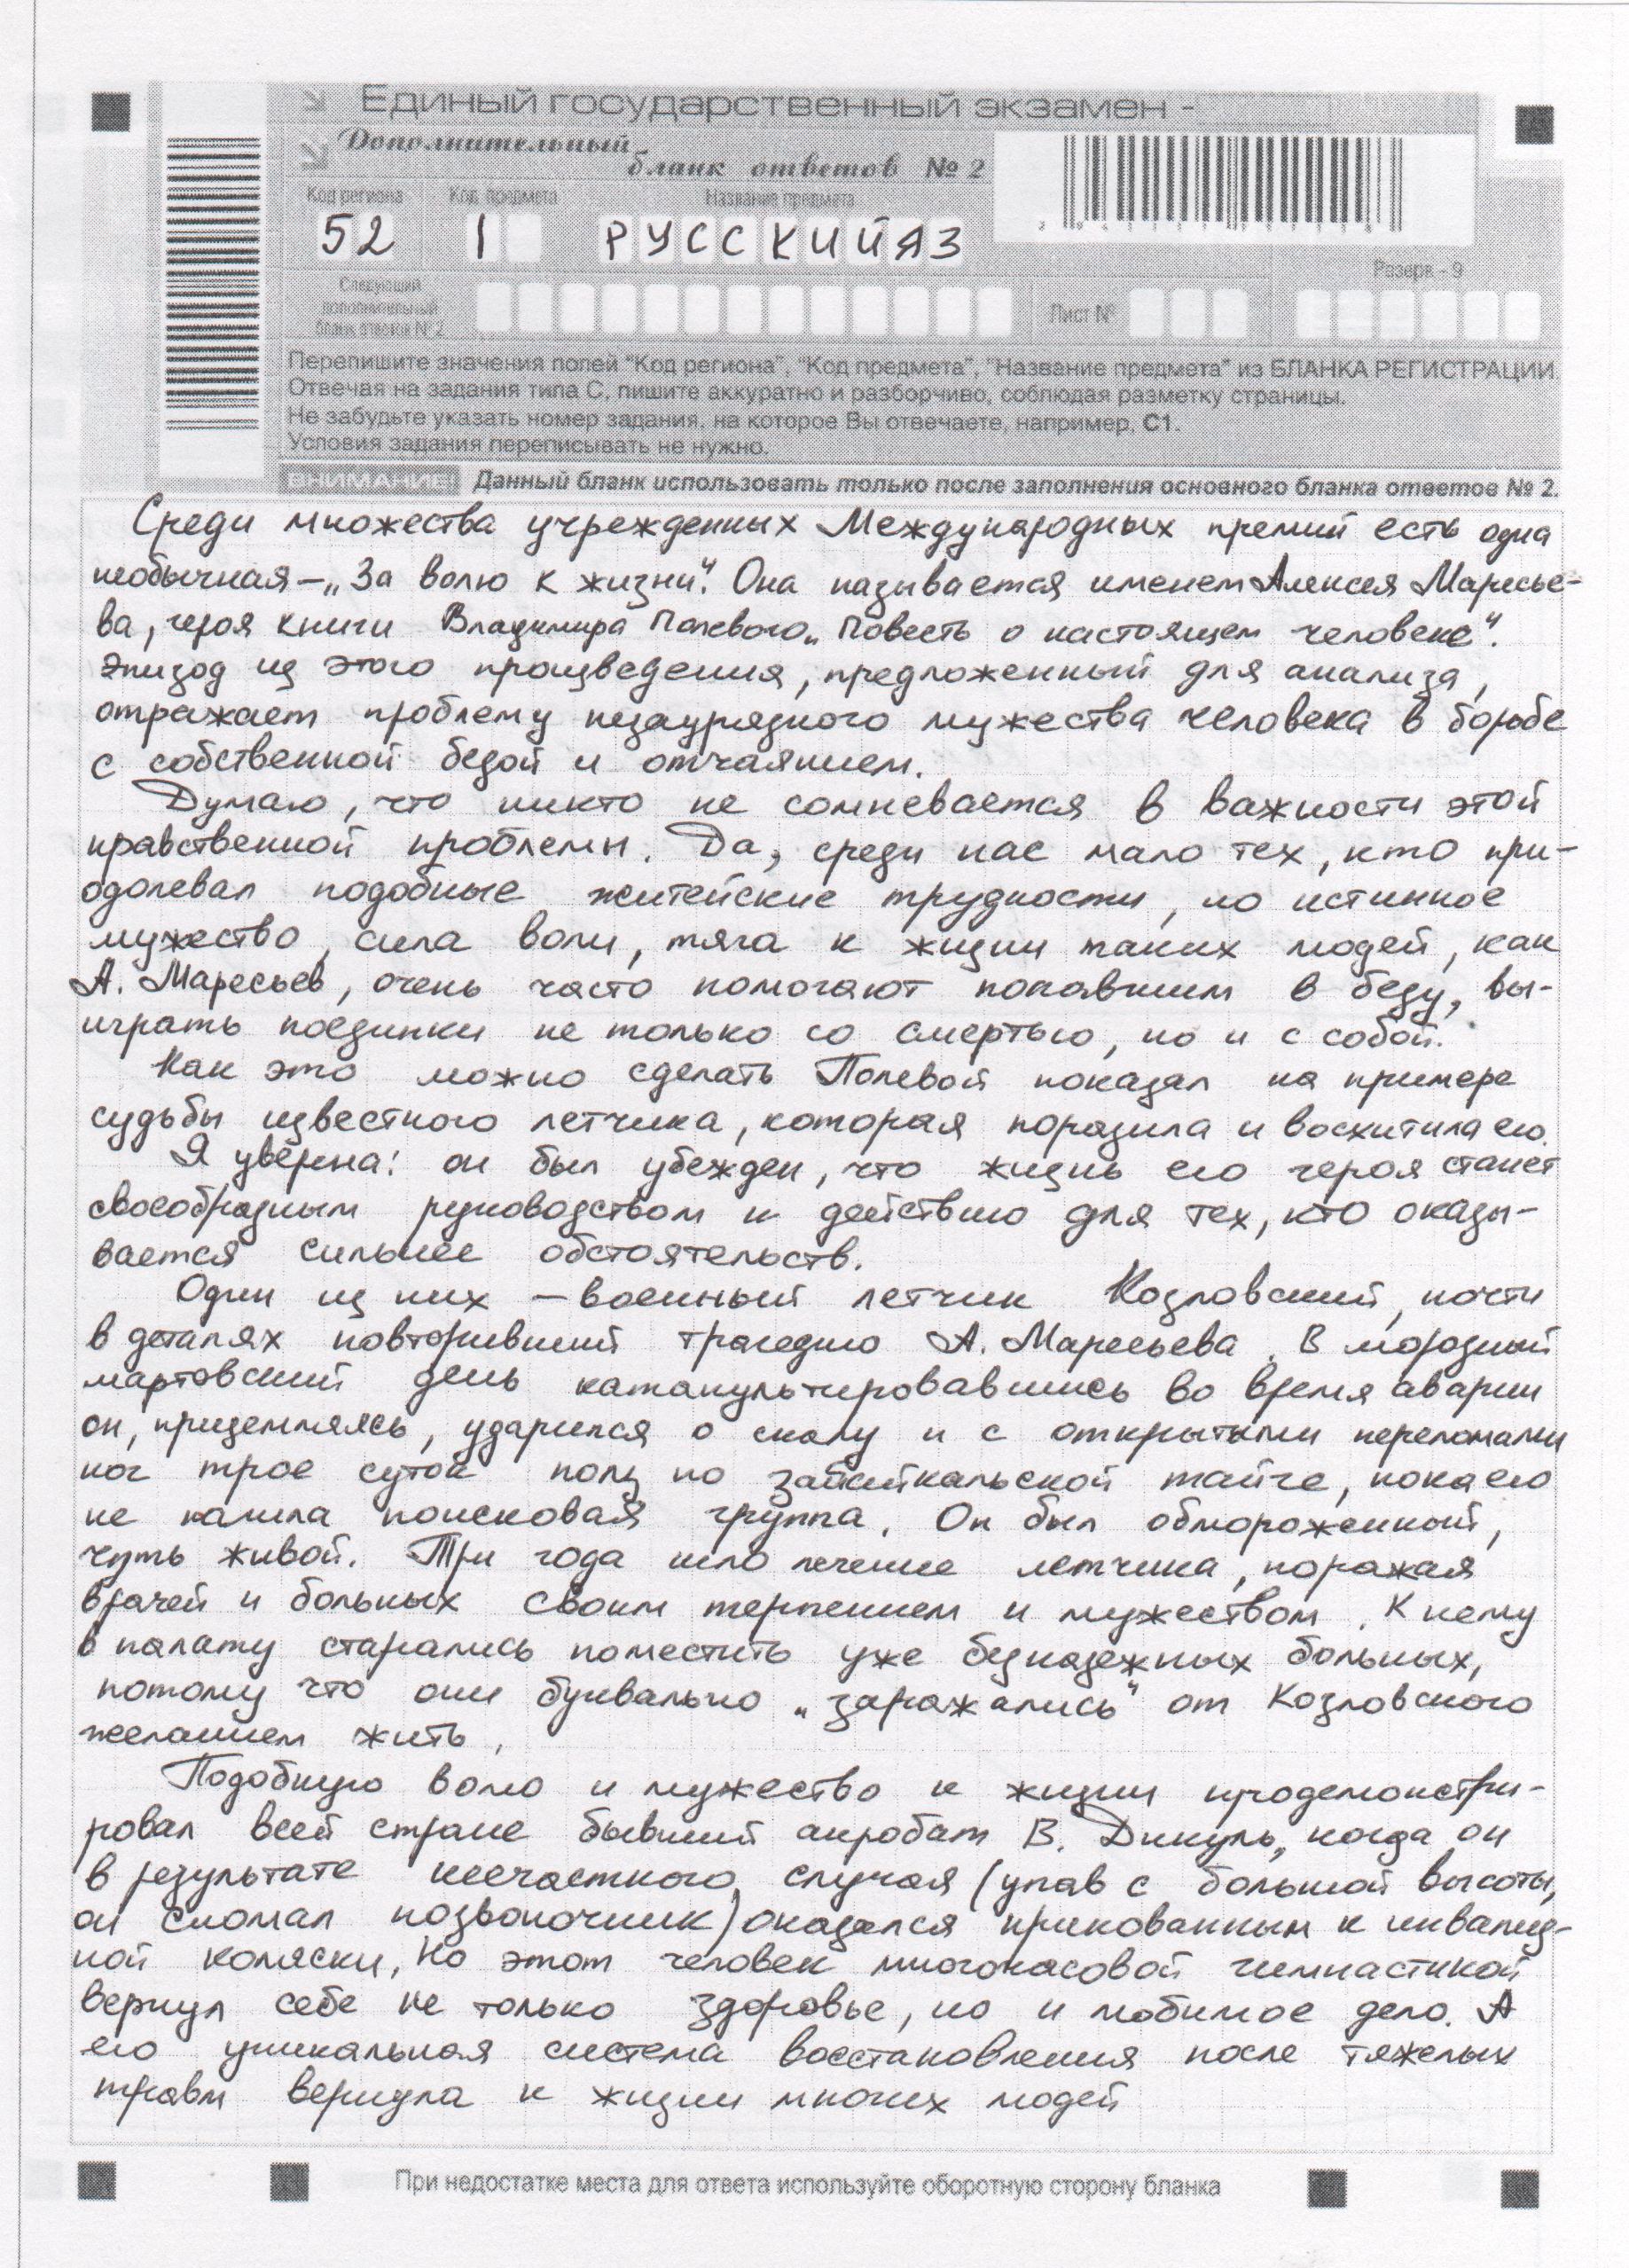 Единый государственный экзамен -
Дополнительный
бланк ответов № 2
Код региона Код предмета Название предмета
52 1 РУССКИЙ ЯЗ
Резерв - 9
Следующий
дополнительный
бланк ответов № 2
Лист №
Перепишите значения полей "Код региона", "Код предмета", "Название предмета" из БЛАНКА РЕГИСТРАЦИИ.
Отвечая на задания типа С, пишите аккуратно и разборчиво, соблюдая разметку страницы.
Не забудьте указать номер задания, на которое Вы отвечаете, например, С1.
Условия задания переписывать не нужно.
ВНИМАНИЕ! Данный бланк использовать только после заполнения основного бланка ответов № 2.
Среди множества учрежденных Международных премий есть одна
необычная – „За волю к жизни". Она называется именем Алексея Маресье-
ва, героя книги Владимира Полевого „Повесть о настоящем человеке".
Эпизод из этого произведения, предложенный для анализа,
отражает проблему незаурядного мужества человека в борьбе
с собственной бедой и отчаянием.
Думаю, что никто не сомневается в важности этой
нравственной проблемы. Да, среди нас мало тех, кто при-
одолевал подобные житейские трудности, но истинное
мужество, сила воли, тяга к жизни таких людей, как
А. Маресьев, очень часто помогают попавшим в беду, вы-
играть поединки не только со смертью, но и с собой.
Как это можно сделать Полевой показал на примере
судьбы известного летчика, которая поразила и восхитила его.
Я уверена: он был убежден, что жизнь его героя станет
своеобразным руководством к действию для тех, кто оказы-
вается сильнее обстоятельств.
Один из них – военный летчик Козловский, почти
в деталях повторивший трагедию А. Маресьева. В морозный
мартовский день катапультировавшись во время аварии
он, приземляясь, ударился о скалу и с открытыми переломами
ног трое суток полз по забайкальской тайге, пока его
не нашла поисковая группа. Он был обмороженный,
чуть живой. Три года шло лечение летчика, поражая
врачей и больных своим терпением и мужеством. К нему
в палату старались поместить уже безнадежных больных,
потому что они буквально „заражались" от Козловского
желанием жить.
Подобную волю и мужество к жизни продемонстри-
ровал всей стране бывший акробат В. Дикуль, когда он
в результате несчастного случая (упав с большой высоты,
он сломал позвоночник) оказался прикованным к инвалид-
ной коляски, Но этот человек многочасовой гимнастикой
вернул себе не только здоровье, но и любимое дело. А
его уникальная система восстановления после тяжелых
травм вернула к жизни многих людей
При недостатке места для ответа используйте оборотную сторону бланка